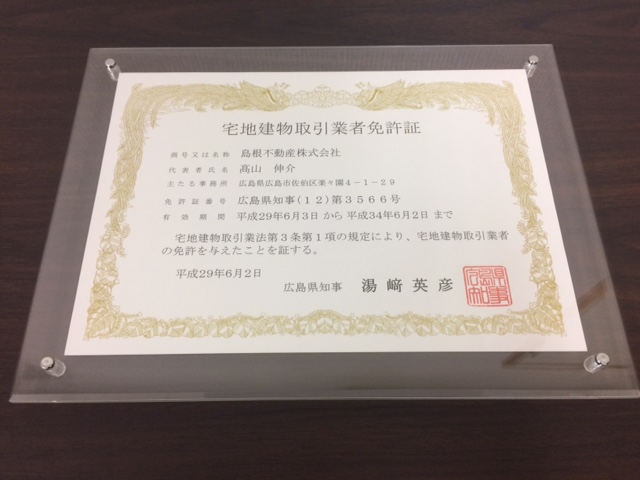 宅地建物取引業者免許証
商号又は名称 島根不動産株式会社
代表者氏名 髙山 伸介
主たる事務所 広島県広島市佐伯区楽々園4-1-29
免許証番号 広島県知事(12)第3566号
有効期間 平成29年6月3日 から 平成34年6月2日 まで
宅地建物取引業法第3条第1項の規定により、宅地建物取引業者
の免許を与えたことを証する。
平成29年6月2日
広島県知事 湯﨑英彦